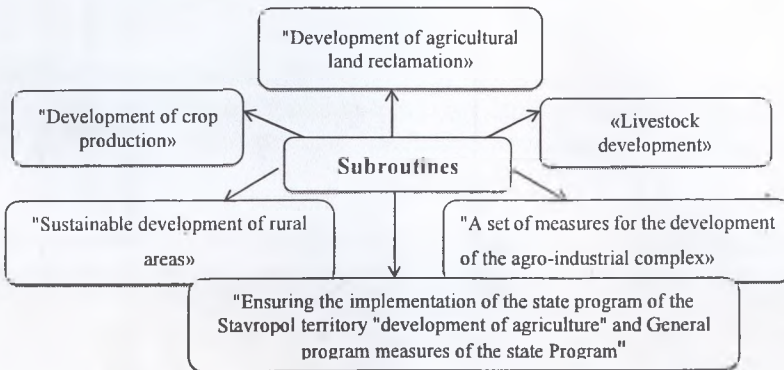 "Development of agricultural
land reclamation»
"Development of crop
production»
«Livestock
development»
Subroutines
"Sustainable development of rural
areas»
"A set of measures for the development
of the agro-industrial complex»
"Ensuring the implementation of the state program of the
Stavropol territory "development of agriculture" and General
program measures of the state Program"